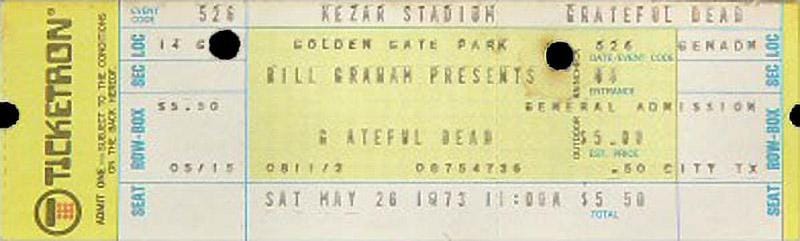 TICKETRON®
ADMIT ONE — SUBJECT TO THE CONDITIONS
ON THE BACK HEREOF.
EVENT CODE 526 KEZAR STADIUM GRATEFUL DEAD
SEC LOC 14 GOLDEN GATE PARK 526 GENADM SEC LOC
DATE/EVENT CODE
BILL GRAHAM PRESENTS
ENTRANCE
$5.50 GENERAL ADMISSION
ROW-BOX G ATEFUL DEAD OUTDOOR $5.00 ROW-BOX
EST. PRICE
05/15 0811/2 08754736 .50 CITY TX
SEAT SAT MAY 26 1973 11:00A $5 50 SEAT
TOTAL